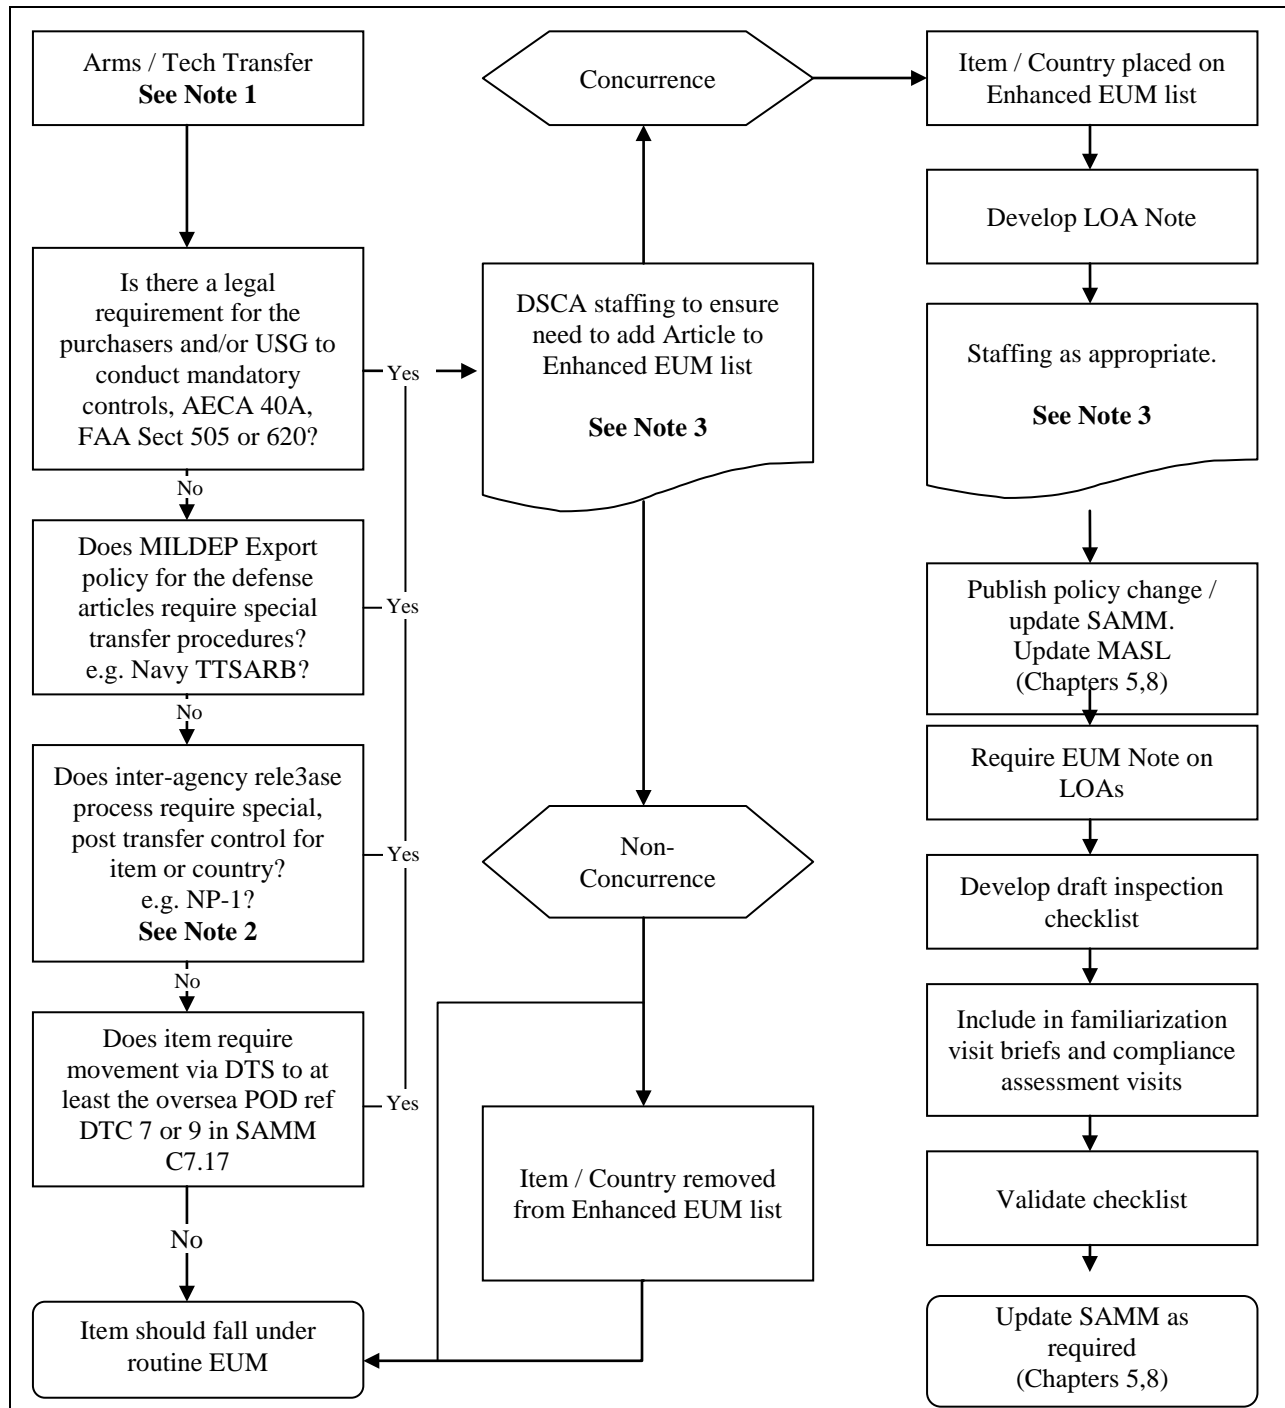 Arms / Tech Transfer
See Note 1
Is there a legal
requirement for the
purchasers and/or USG to
conduct mandatory
controls, AECA 40A,
FAA Sect 505 or 620?
Yes
No
Does MILDEP Export
policy for the defense
articles require special
transfer procedures?
e.g. Navy TTSARB?
Yes
No
Does inter-agency rele3ase
process require special,
post transfer control for
item or country?
e.g. NP-1?
See Note 2
Yes
No
Does item require
movement via DTS to at
least the oversea POD ref
DTC 7 or 9 in SAMM
C7.17
Yes
No
Item should fall under
routine EUM
Concurrence
DSCA staffing to ensure
need to add Article to
Enhanced EUM list
See Note 3
Non-
Concurrence
Item / Country removed
from Enhanced EUM list
Item / Country placed on
Enhanced EUM list
Develop LOA Note
Staffing as appropriate.
See Note 3
Publish policy change /
update SAMM.
Update MASL
(Chapters 5,8)
Require EUM Note on
LOAs
Develop draft inspection
checklist
Include in familiarization
visit briefs and compliance
assessment visits
Validate checklist
Update SAMM as
required
(Chapters 5,8)